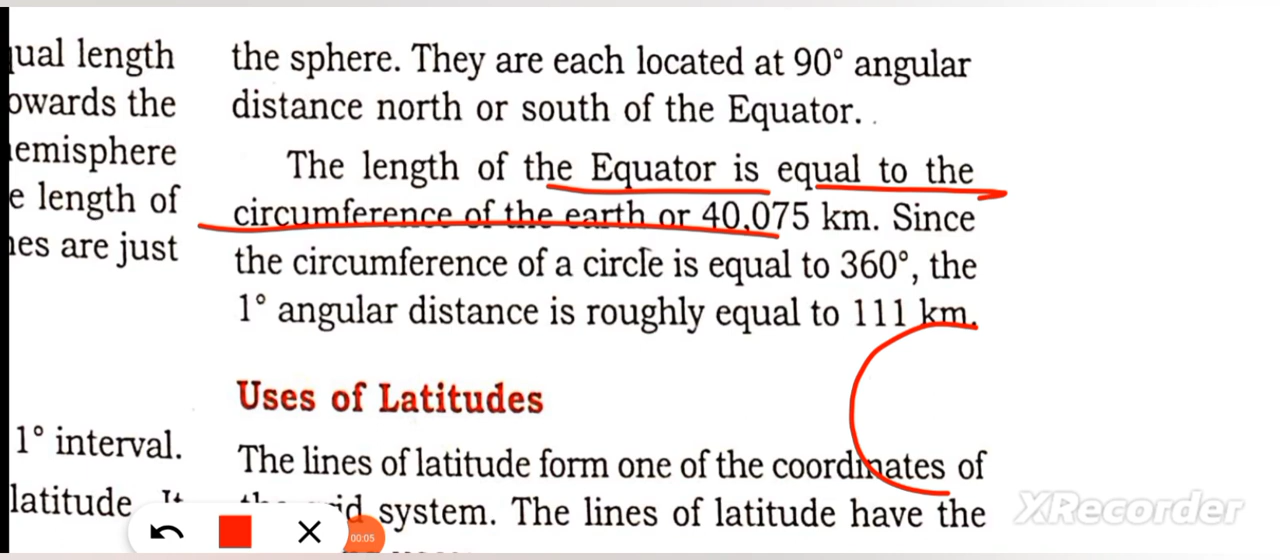 qual length
owards the
emisphere
e length of
nes are just
1° interval.
latitude. It
the sphere. They are each located at 90° angular
distance north or south of the Equator.
The length of the Equator is equal to the
circumference of the earth or 40,075 km. Since
the circumference of a circle is equal to 360°, the
1° angular distance is roughly equal to 111 km.
Uses of Latitudes
The lines of latitude form one of the coordinates of
system. The lines of latitude have the
00:05
XRecorder